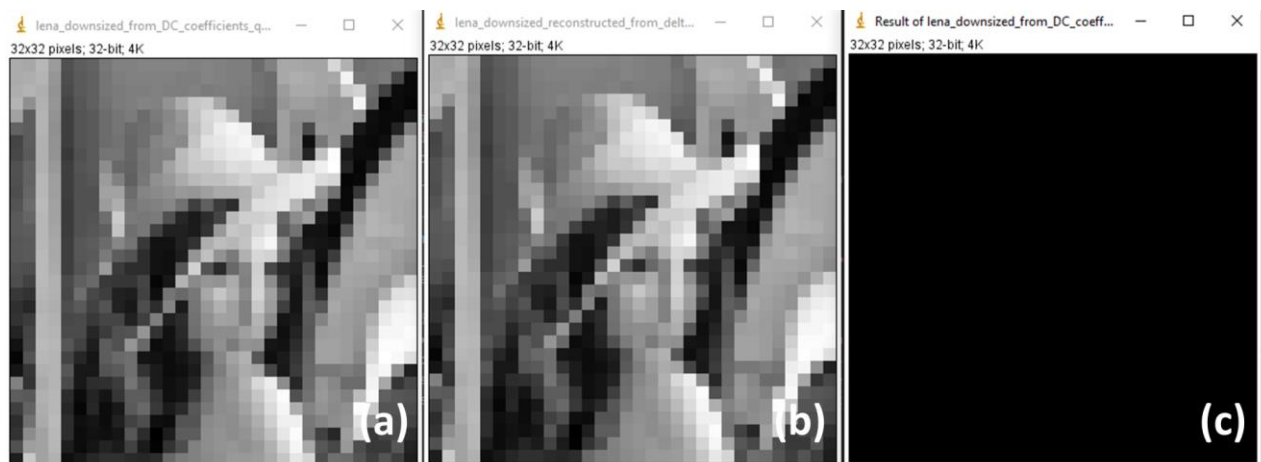 lena_downsized_from_DC_coefficients_q...
32x32 pixels; 32-bit; 4K
(a)
lena_downsized_reconstructed_from_delt...
32x32 pixels; 32-bit; 4K
(b)
Result of lena_downsized_from_DC_coeff...
32x32 pixels; 32-bit; 4K
(c)